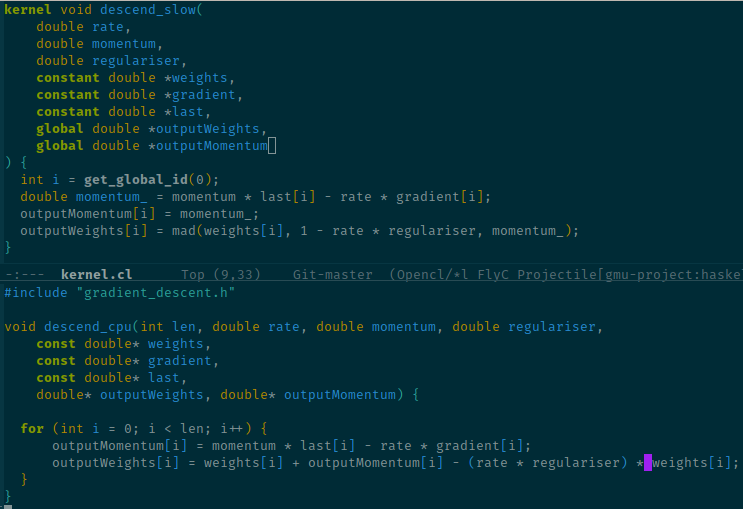 kernel void descend_slow(
    double rate,
    double momentum,
    double regulariser,
    constant double *weights,
    constant double *gradient,
    constant double *last,
    global double *outputWeights,
    global double *outputMomentum
) {
  int i = get_global_id(0);
  double momentum_ = momentum * last[i] - rate * gradient[i];
  outputMomentum[i] = momentum_;
  outputWeights[i] = mad(weights[i], 1 - rate * regulariser, momentum_);
}
-:---  kernel.cl      Top (9,33)    Git-master  (Opencl/*l FlyC Projectile[gmu-project:haske
#include "gradient_descent.h"

void descend_cpu(int len, double rate, double momentum, double regulariser,
    const double* weights,
    const double* gradient,
    const double* last,
    double* outputWeights, double* outputMomentum) {

  for (int i = 0; i < len; i++) {
      outputMomentum[i] = momentum * last[i] - rate * gradient[i];
      outputWeights[i] = weights[i] + outputMomentum[i] - (rate * regulariser) * weights[i];
  }
}